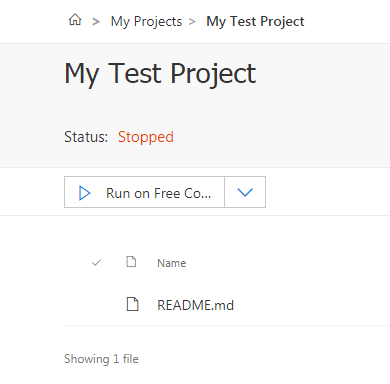 > My Projects > My Test Project
My Test Project
Status: Stopped
Run on Free Co...
Name
README.md
Showing 1 file